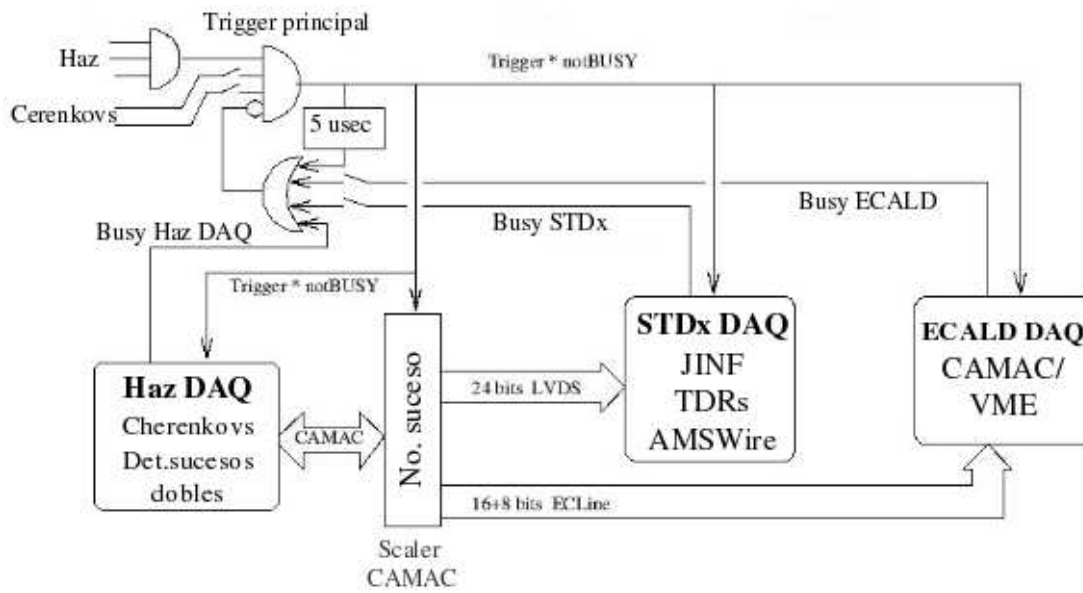 Trigger principal
Haz
Trigger * notBUSY
Cerenkovs
5 usec
Busy ECALD
Busy STDx
Busy Haz DAQ
Trigger * notBUSY
STDx DAQ
JINF
TDRs
AMSWire
ECALD DAQ
CAMAC/
VME
Haz DAQ
Cherenkovs
Det.sucesos
dobles
CAMAC
No. suceso
24 bits LVDS
16+8 bits ECLine
Scaler
CAMAC